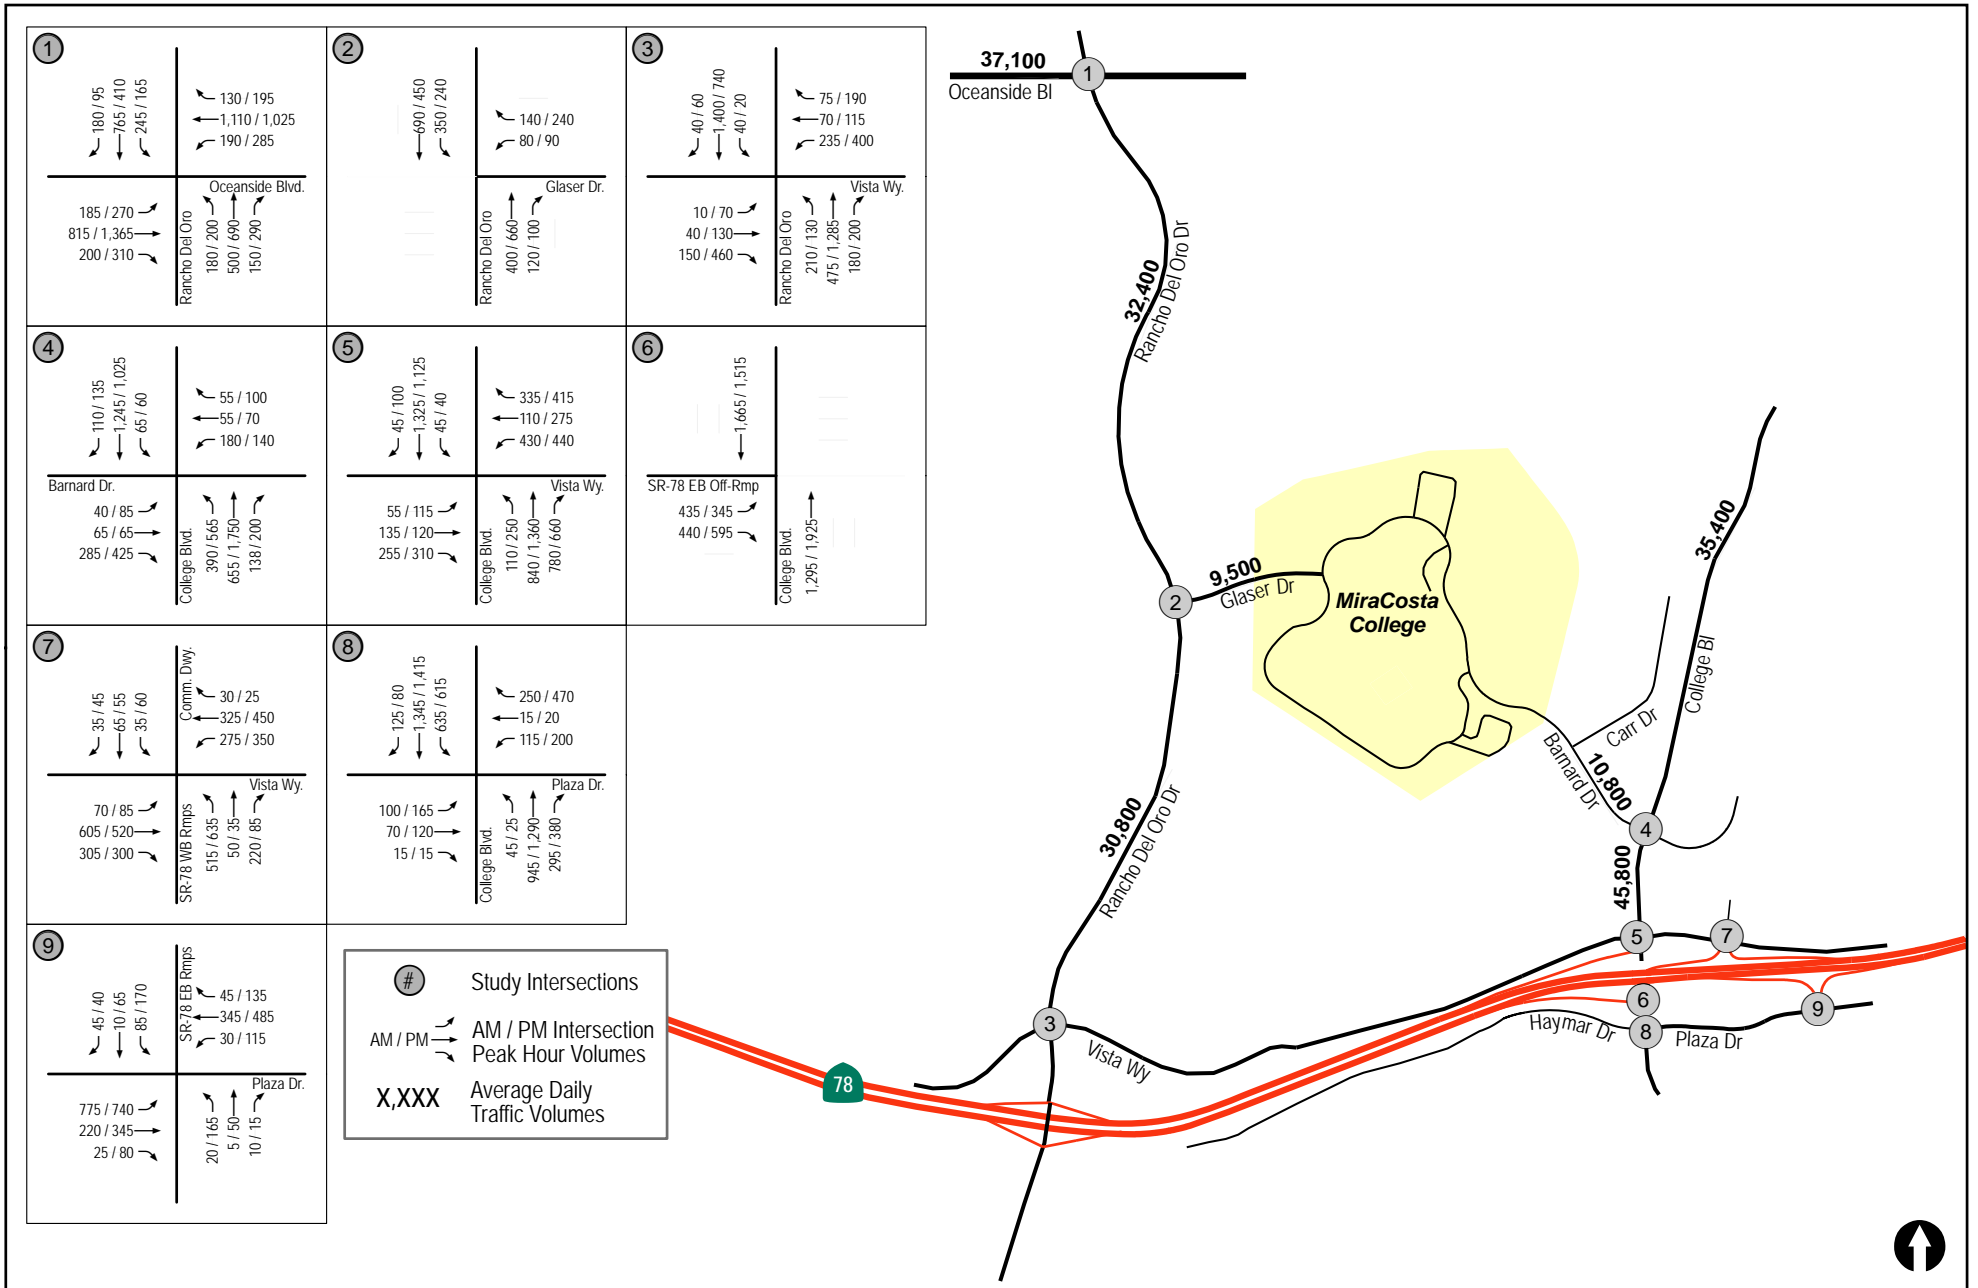 1
180 / 95
765 / 410
245 / 165
130 / 195
1,110 / 1,025
190 / 285
Oceanside Blvd.
185 / 270
815 / 1,365
200 / 310
Rancho Del Oro
180 / 200
500 / 690
150 / 290
2
690 / 450
350 / 240
140 / 240
80 / 90
Glaser Dr.
Rancho Del Oro
400 / 660
120 / 100
3
40 / 60
1,400 / 740
40 / 20
75 / 190
70 / 115
235 / 400
Vista Wy.
10 / 70
40 / 130
150 / 460
Rancho Del Oro
210 / 130
475 / 1,285
180 / 200
4
110 / 135
1,245 / 1,025
65 / 60
55 / 100
55 / 70
180 / 140
Barnard Dr.
40 / 85
65 / 65
285 / 425
College Blvd.
390 / 565
655 / 1,750
138 / 200
5
45 / 100
1,325 / 1,125
45 / 40
335 / 415
110 / 275
430 / 440
Vista Wy.
55 / 115
135 / 120
255 / 310
College Blvd.
110 / 250
840 / 1,360
780 / 660
6
1,665 / 1,515
SR-78 EB Off-Rmp
435 / 345
440 / 595
College Blvd.
1,295 / 1,925
7
35 / 45
65 / 55
35 / 60
Comm. Dwy.
30 / 25
325 / 450
275 / 350
Vista Wy.
70 / 85
605 / 520
305 / 300
SR-78 WB Rmps
515 / 635
50 / 35
220 / 85
8
125 / 80
1,345 / 1,415
635 / 615
250 / 470
15 / 20
115 / 200
Plaza Dr.
100 / 165
70 / 120
15 / 15
College Blvd.
45 / 25
945 / 1,290
295 / 380
9
45 / 40
10 / 65
85 / 170
SR-78 EB Rmps
45 / 135
345 / 485
30 / 115
Plaza Dr.
775 / 740
220 / 345
25 / 80
20 / 165
5 / 50
10 / 15
# Study Intersections
AM / PM AM / PM Intersection
Peak Hour Volumes
X,XXX Average Daily
Traffic Volumes
37,100
Oceanside Bl
1
32,400
Rancho Del Oro Dr
2
9,500
Glaser Dr
MiraCosta
College
35,400
College Bl
Carr Dr
Barnard Dr
10,800
4
45,800
30,800
Rancho Del Oro Dr
5
7
6
9
8
Haymar Dr
Plaza Dr
3
Vista Wy
78